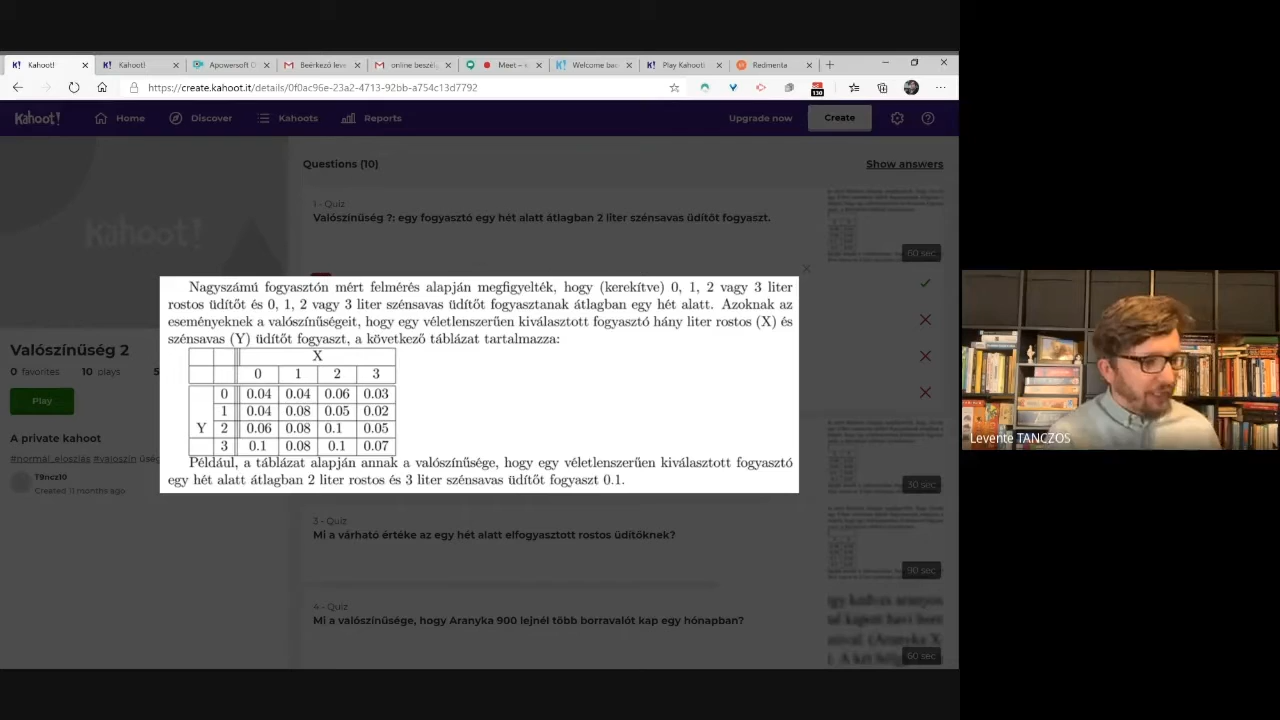 Kahoot!
Kahoot!
Apowersoft O
Beérkező leve
online beszélg
Meet –
Welcome bac
Play Kahoot!
Redmenta
https://create.kahoot.it/details/0f0ac96e-23a2-4713-92bb-a754c13d7792
130
Kahoot!
Home
Discover
Kahoots
Reports
Upgrade now
Create
Questions (10)
Show answers
1 - Quiz
Valószínűség ?: egy fogyasztó egy hét alatt átlagban 2 liter szénsavas üdítőt fogyaszt.
60 sec
Kahoot!
Nagyszámú fogyasztón mért felmérés alapján megfigyelték, hogy (kerekítve) 0, 1, 2 vagy 3 liter
rostos üdítőt és 0, 1, 2 vagy 3 liter szénsavas üdítőt fogyasztanak átlagban egy hét alatt. Azoknak az
eseményeknek a valószínűségeit, hogy egy véletlenszerűen kiválasztott fogyasztó hány liter rostos (X) és
szénsavas (Y) üdítőt fogyaszt, a következő táblázat tartalmazza:
X
0 1 2 3
0 0.04 0.04 0.06 0.03
1 0.04 0.08 0.05 0.02
Y 2 0.06 0.08 0.1 0.05
3 0.1 0.08 0.1 0.07
Például, a táblázat alapján annak a valószínűsége, hogy egy véletlenszerűen kiválasztott fogyasztó
egy hét alatt átlagban 2 liter rostos és 3 liter szénsavas üdítőt fogyaszt 0.1.
Valószínűség 2
0 favorites 10 plays 5
Play
A private kahoot
#normál_eloszlás #valószín űség
T9ncz10
Created 11 months ago
30 sec
3 - Quiz
Mi a várható értéke az egy hét alatt elfogyasztott rostos üdítőknek?
90 sec
4 - Quiz
Mi a valószínűsége, hogy Aranyka 900 lejnél több borravalót kap egy hónapban?
60 sec
Levente TANCZOS